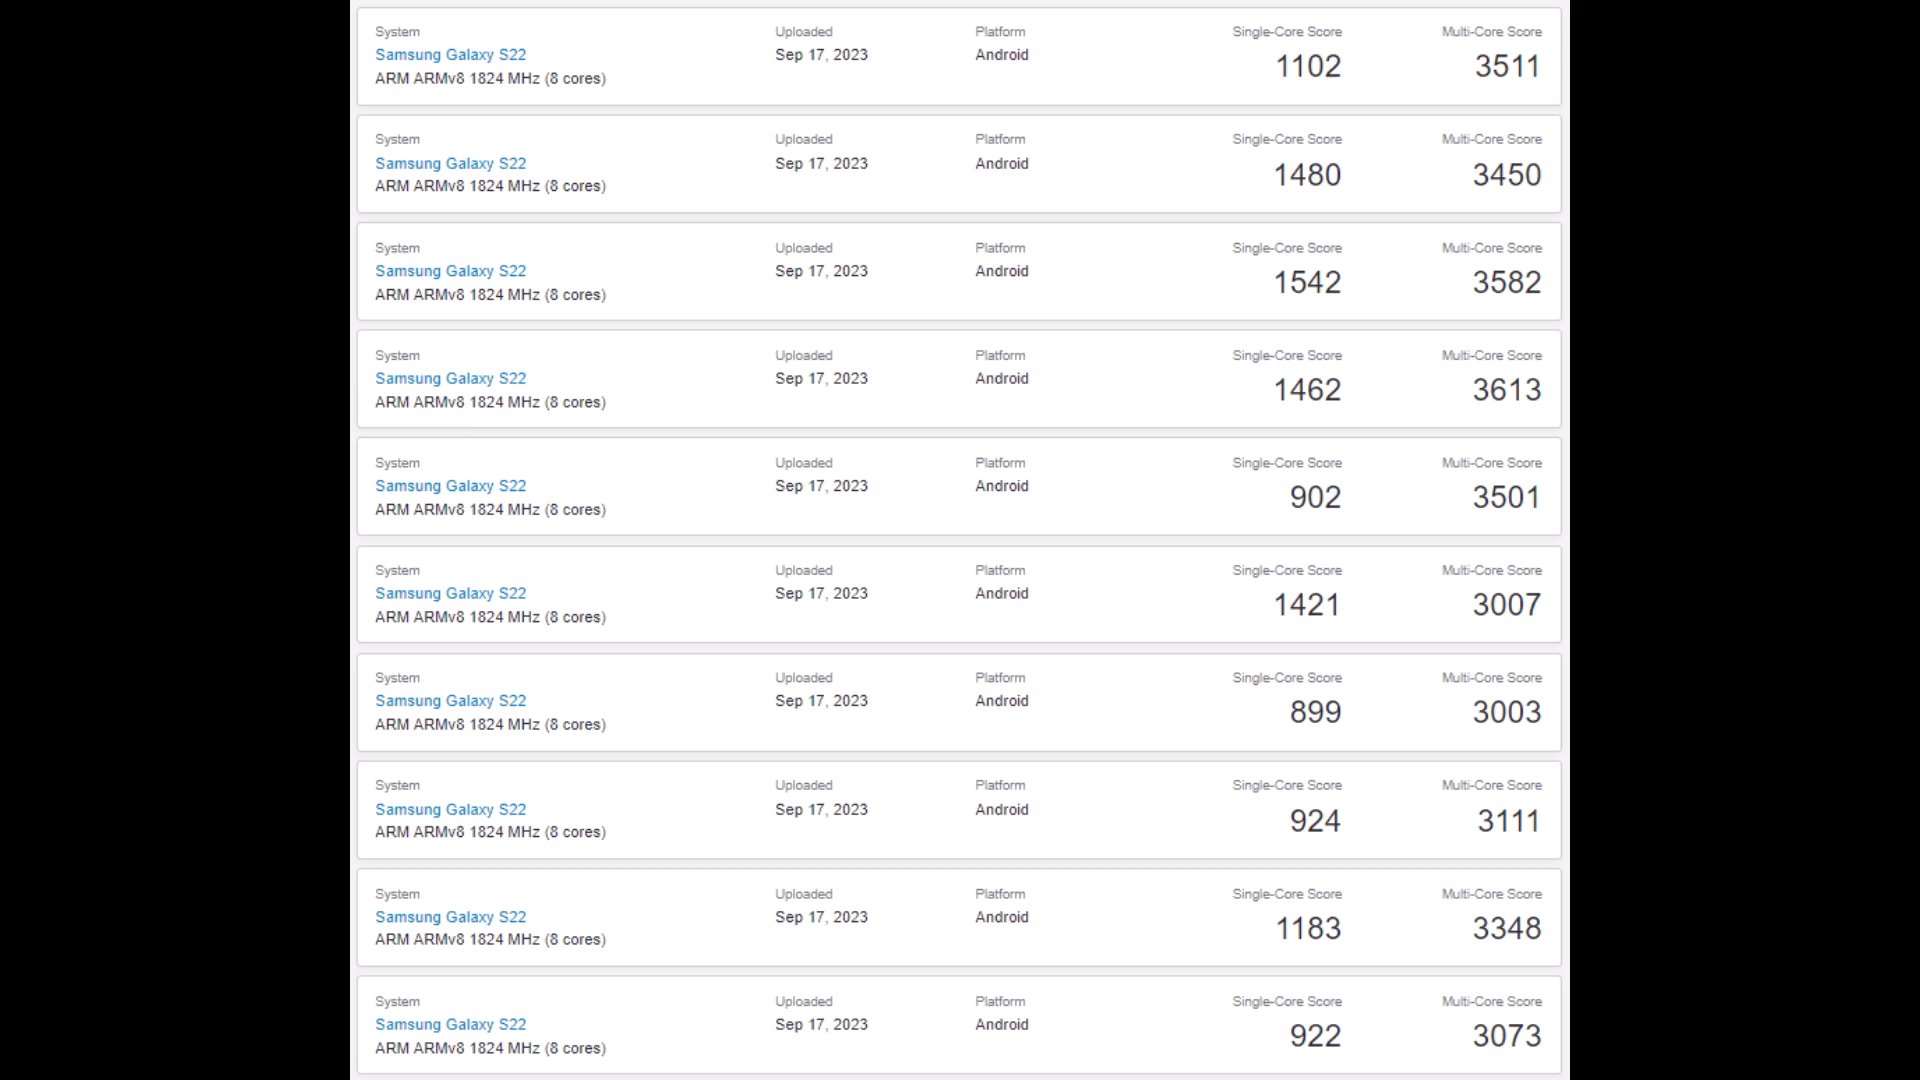 System Uploaded Platform Single-Core Score Multi-Core Score
Samsung Galaxy S22 Sep 17, 2023 Android 1102 3511
ARM ARMv8 1824 MHz (8 cores)
System Uploaded Platform Single-Core Score Multi-Core Score
Samsung Galaxy S22 Sep 17, 2023 Android 1480 3450
ARM ARMv8 1824 MHz (8 cores)
System Uploaded Platform Single-Core Score Multi-Core Score
Samsung Galaxy S22 Sep 17, 2023 Android 1542 3582
ARM ARMv8 1824 MHz (8 cores)
System Uploaded Platform Single-Core Score Multi-Core Score
Samsung Galaxy S22 Sep 17, 2023 Android 1462 3613
ARM ARMv8 1824 MHz (8 cores)
System Uploaded Platform Single-Core Score Multi-Core Score
Samsung Galaxy S22 Sep 17, 2023 Android 902 3501
ARM ARMv8 1824 MHz (8 cores)
System Uploaded Platform Single-Core Score Multi-Core Score
Samsung Galaxy S22 Sep 17, 2023 Android 1421 3007
ARM ARMv8 1824 MHz (8 cores)
System Uploaded Platform Single-Core Score Multi-Core Score
Samsung Galaxy S22 Sep 17, 2023 Android 899 3003
ARM ARMv8 1824 MHz (8 cores)
System Uploaded Platform Single-Core Score Multi-Core Score
Samsung Galaxy S22 Sep 17, 2023 Android 924 3111
ARM ARMv8 1824 MHz (8 cores)
System Uploaded Platform Single-Core Score Multi-Core Score
Samsung Galaxy S22 Sep 17, 2023 Android 1183 3348
ARM ARMv8 1824 MHz (8 cores)
System Uploaded Platform Single-Core Score Multi-Core Score
Samsung Galaxy S22 Sep 17, 2023 Android 922 3073
ARM ARMv8 1824 MHz (8 cores)